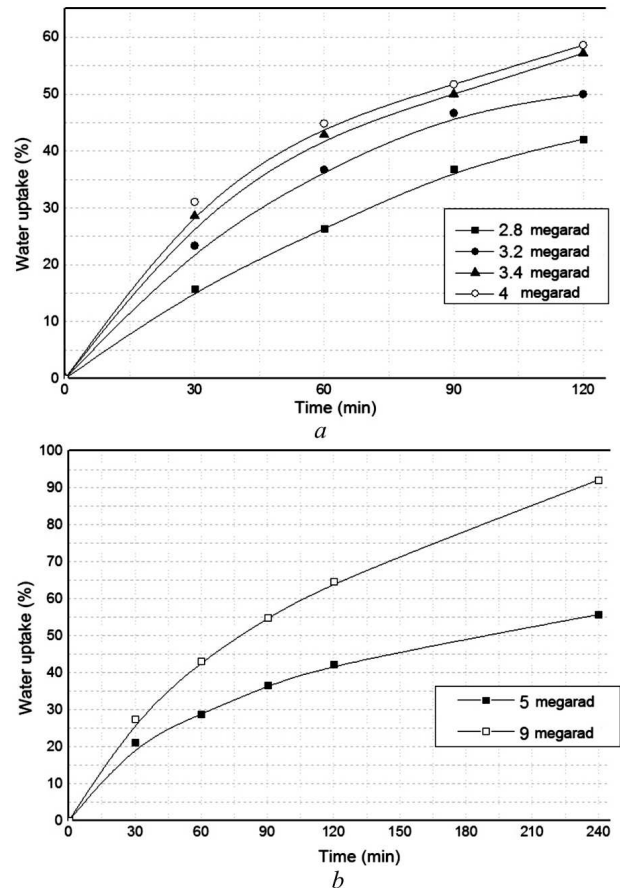 60
50
40
30
20
10
0
Water uptake (%)
2.8 megarad
3.2 megarad
3.4 megarad
4 megarad
0 30 60 90 120
Time (min)
a
100
90
80
70
60
50
40
30
20
10
0
Water uptake (%)
5 megarad
9 megarad
0 30 60 90 120 150 180 210 240
Time (min)
b